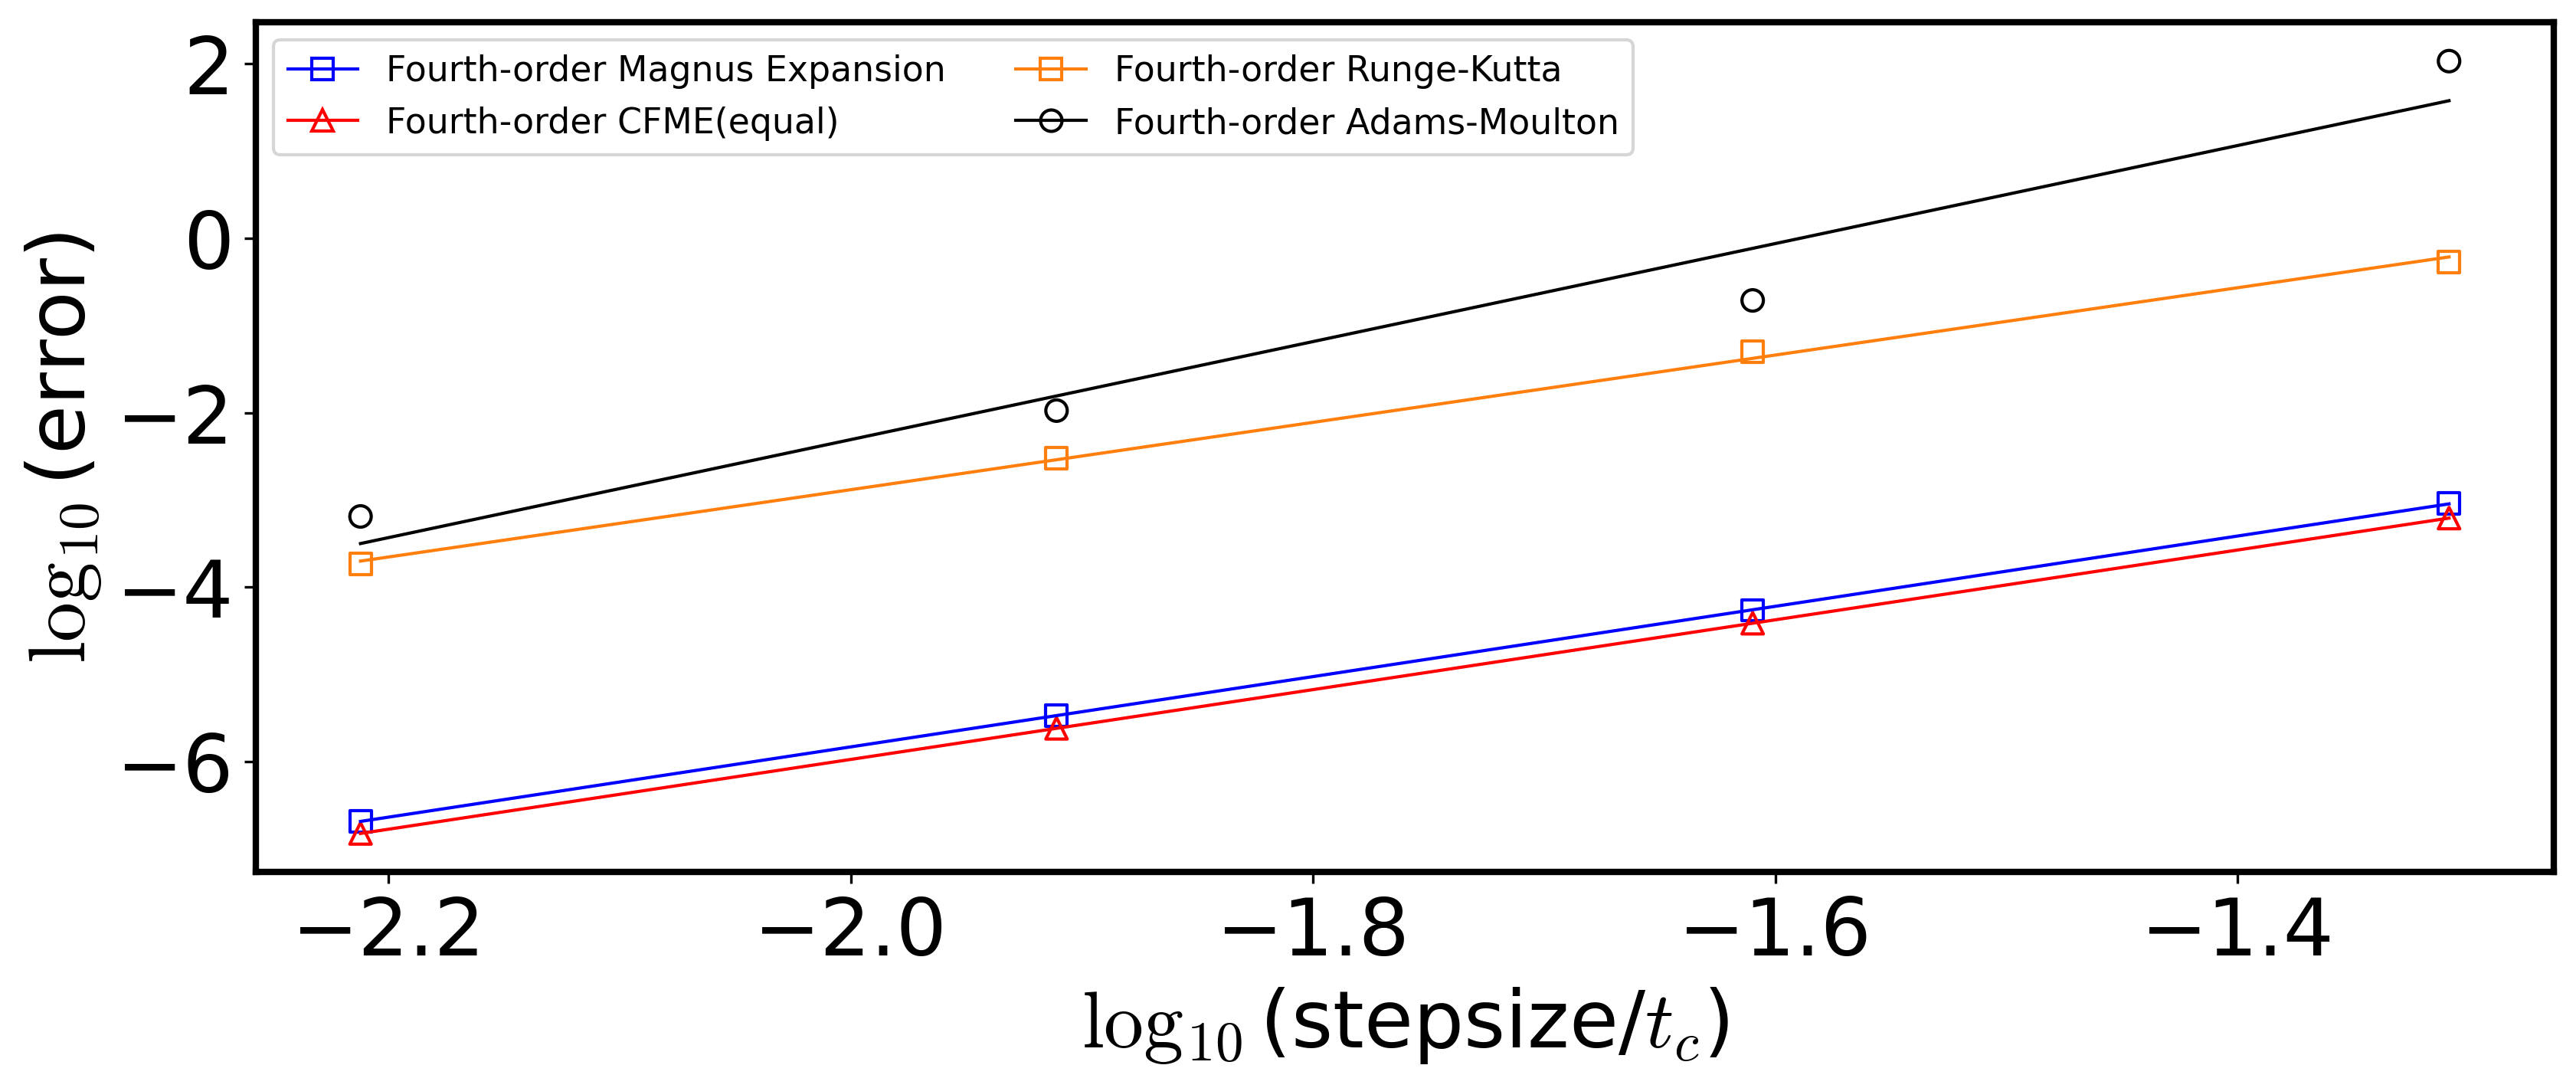 Fourth-order Magnus Expansion
Fourth-order CFME(equal)
Fourth-order Runge-Kutta
Fourth-order Adams-Moulton
log₁₀(error)
2
0
−2
−4
−6
−2.2 −2.0 −1.8 −1.6 −1.4
log₁₀(stepsize/t_c)